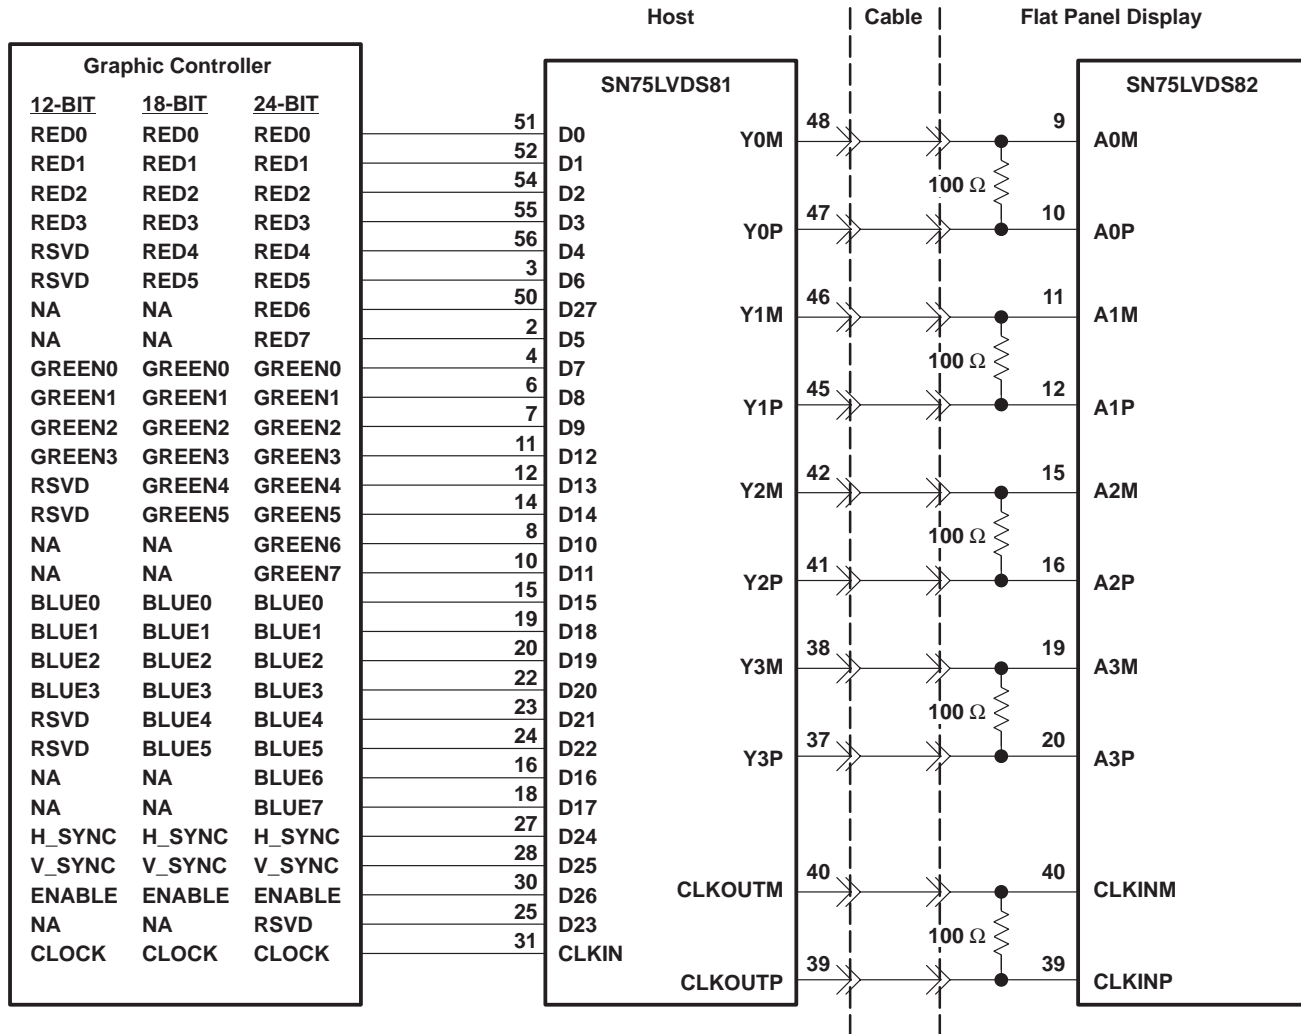 Host Cable Flat Panel Display
Graphic Controller
12-BIT 18-BIT 24-BIT
RED0 RED0 RED0
RED1 RED1 RED1
RED2 RED2 RED2
RED3 RED3 RED3
RSVD RED4 RED4
RSVD RED5 RED5
NA NA RED6
NA NA RED7
GREEN0 GREEN0 GREEN0
GREEN1 GREEN1 GREEN1
GREEN2 GREEN2 GREEN2
GREEN3 GREEN3 GREEN3
RSVD GREEN4 GREEN4
RSVD GREEN5 GREEN5
NA NA GREEN6
NA NA GREEN7
BLUE0 BLUE0 BLUE0
BLUE1 BLUE1 BLUE1
BLUE2 BLUE2 BLUE2
BLUE3 BLUE3 BLUE3
RSVD BLUE4 BLUE4
RSVD BLUE5 BLUE5
NA NA BLUE6
NA NA BLUE7
H_SYNC H_SYNC H_SYNC
V_SYNC V_SYNC V_SYNC
ENABLE ENABLE ENABLE
NA NA RSVD
CLOCK CLOCK CLOCK
SN75LVDS81
51 D0
52 D1
54 D2
55 D3
56 D4
3 D6
50 D27
2 D5
4 D7
6 D8
7 D9
11 D12
12 D13
14 D14
8 D10
10 D11
15 D15
19 D18
20 D19
22 D20
23 D21
24 D22
16 D16
18 D17
27 D24
28 D25
30 D26
25 D23
31 CLKIN
Y0M 48
Y0P 47
Y1M 46
Y1P 45
Y2M 42
Y2P 41
Y3M 38
Y3P 37
CLKOUTM 40
CLKOUTP 39
100 Ω
100 Ω
100 Ω
100 Ω
100 Ω
SN75LVDS82
9 A0M
10 A0P
11 A1M
12 A1P
15 A2M
16 A2P
19 A3M
20 A3P
40 CLKINM
39 CLKINP